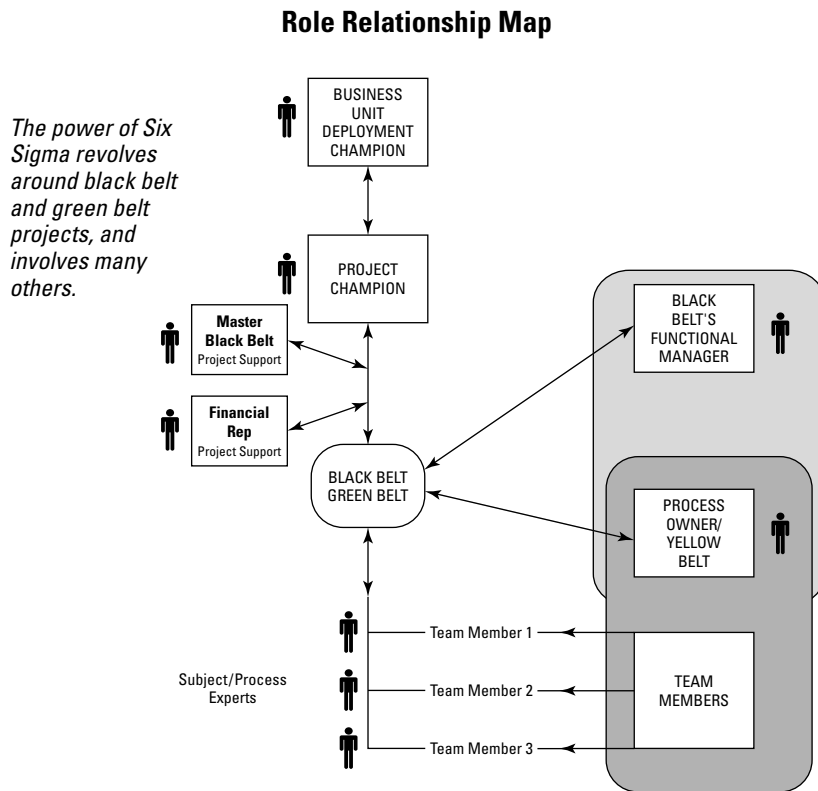 Role Relationship Map
The power of Six
Sigma revolves
around black belt
and green belt
projects, and
involves many
others.
BUSINESS
UNIT
DEPLOYMENT
CHAMPION
PROJECT
CHAMPION
Master
Black Belt
Project Support
Financial
Rep
Project Support
BLACK BELT
GREEN BELT
BLACK
BELT'S
FUNCTIONAL
MANAGER
PROCESS
OWNER/
YELLOW
BELT
Subject/Process
Experts
Team Member 1
Team Member 2
Team Member 3
TEAM
MEMBERS